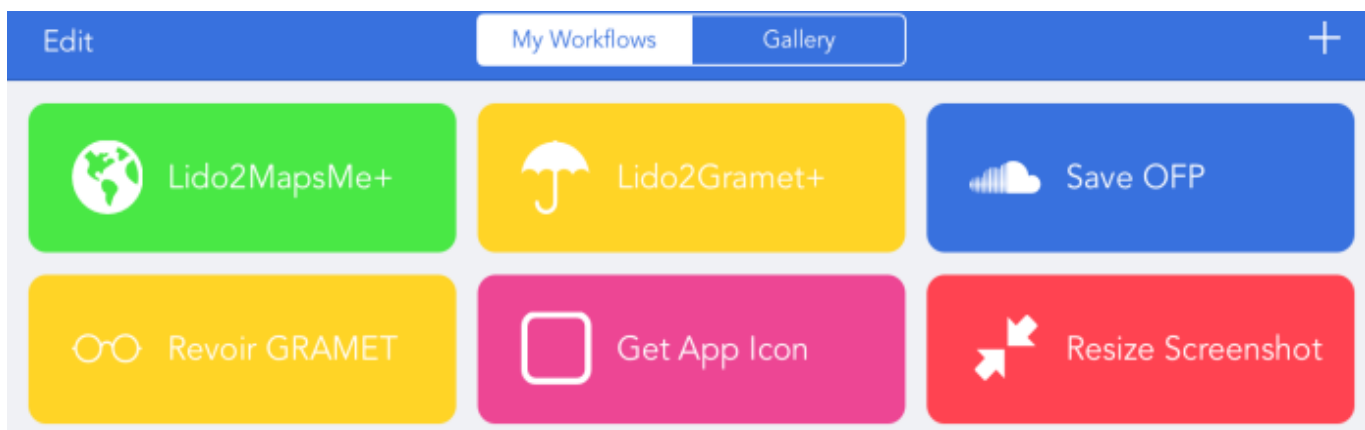 Edit My Workflows Gallery +
Lido2MapsMe+ Lido2Gramet+ Save OFP
Revoir GRAMET Get App Icon Resize Screenshot